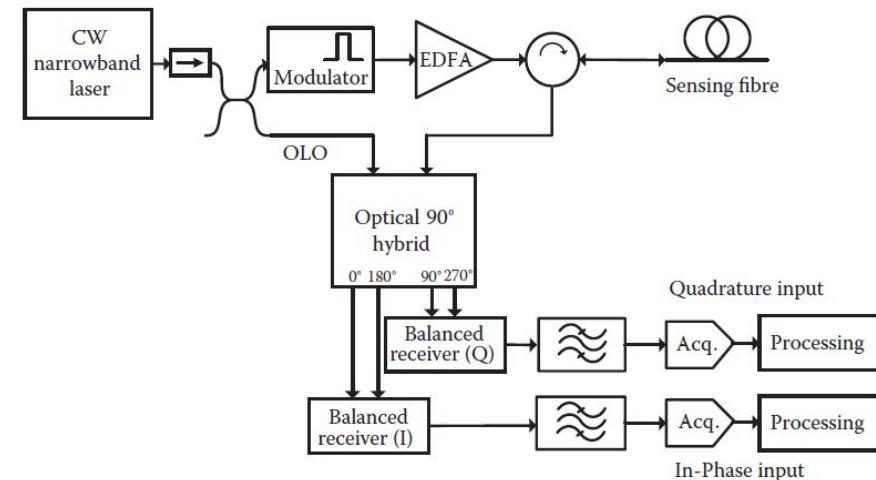 CW
narrowband
laser
Modulator
EDFA
Sensing fibre
OLO
Optical 90°
hybrid
0° 180° 90° 270°
Quadrature input
Balanced
receiver (Q)
Acq.
Processing
Balanced
receiver (I)
Acq.
Processing
In-Phase input